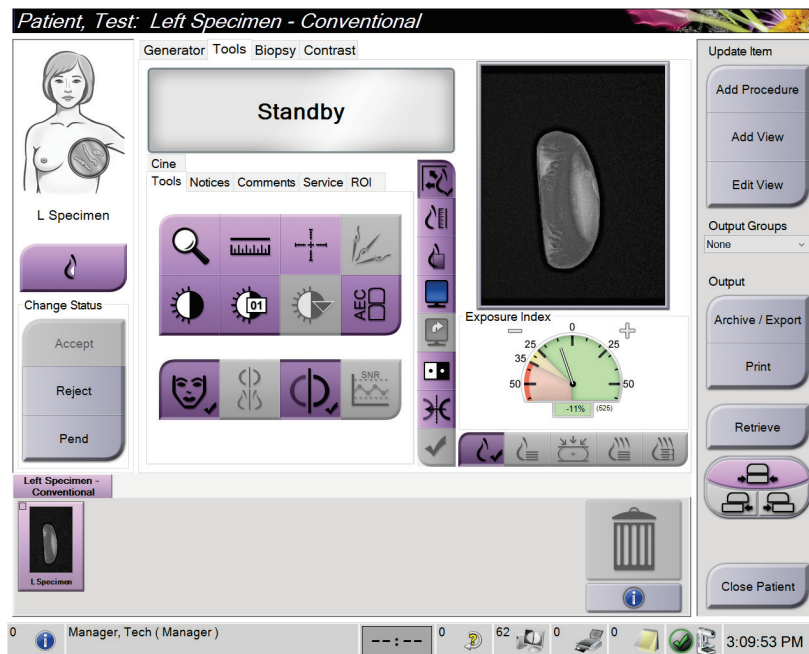 Patient, Test: Left Specimen - Conventional
Generator Tools Biopsy Contrast
Standby
Cine
Tools Notices Comments Service ROI
01
AEC
SNR
L Specimen
Change Status
Accept
Reject
Pend
Exposure Index
0
25 25
35
50 50
-11% (525)
Update Item
Add Procedure
Add View
Edit View
Output Groups
None
Output
Archive / Export
Print
Retrieve
Close Patient
Left Specimen -
Conventional
L Specimen
0 Manager, Tech ( Manager ) --:-- 0 62 0 0 3:09:53 PM